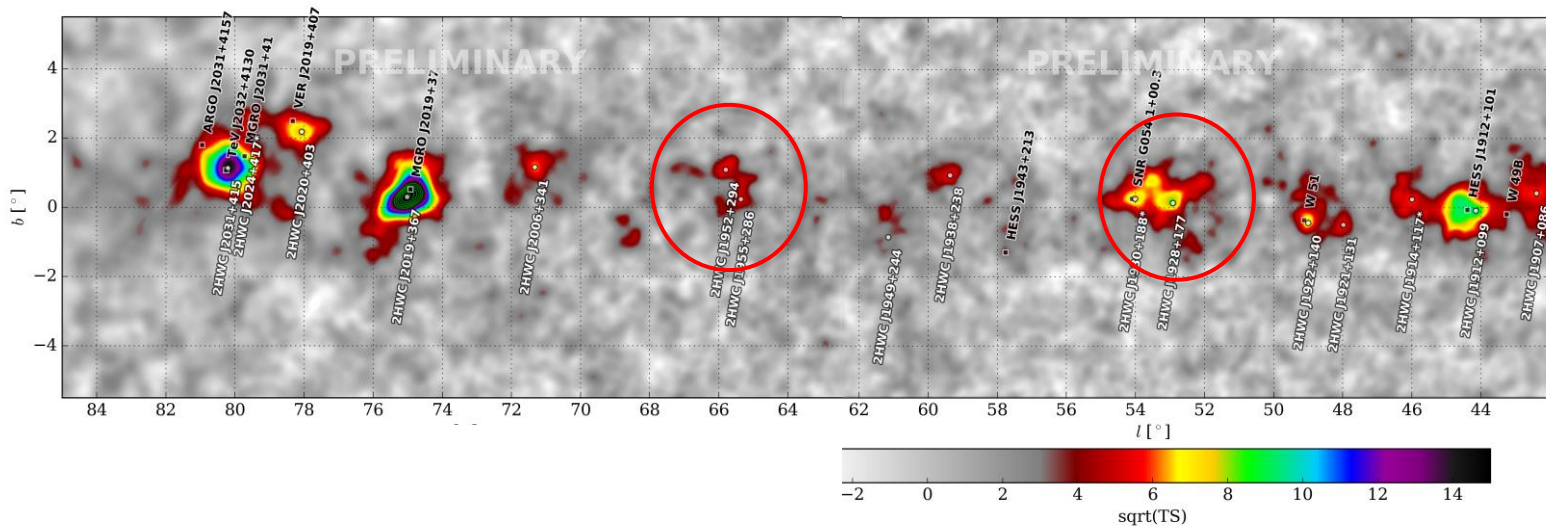 PRELIMINARY
PRELIMINARY
ARGO J2031+4157
TeV J2032+4130
MGRO J2031+41
VER J2019+407
MGRO J2019+37
HESS J1943+213
SNR G054.1+00.3
W 51
HESS J1912+101
W 49B
2HWC J2031+415
2HWC J2024+417*
2HWC J2020+403
2HWC J2019+367
2HWC J2006+341
2HWC J1952+294
2HWC J1955+286
2HWC J1949+244
2HWC J1938+238
2HWC J1930+188*
2HWC J1928+177
2HWC J1922+140
2HWC J1921+131
2HWC J1914+117*
2HWC J1912+099
2HWC J1907+086
b [°]
4
2
0
−2
−4
84 82 80 78 76 74 72 70 68 66 64 62 60 58 56 54 52 50 48 46 44
l [°]
−2 0 2 4 6 8 10 12 14
sqrt(TS)